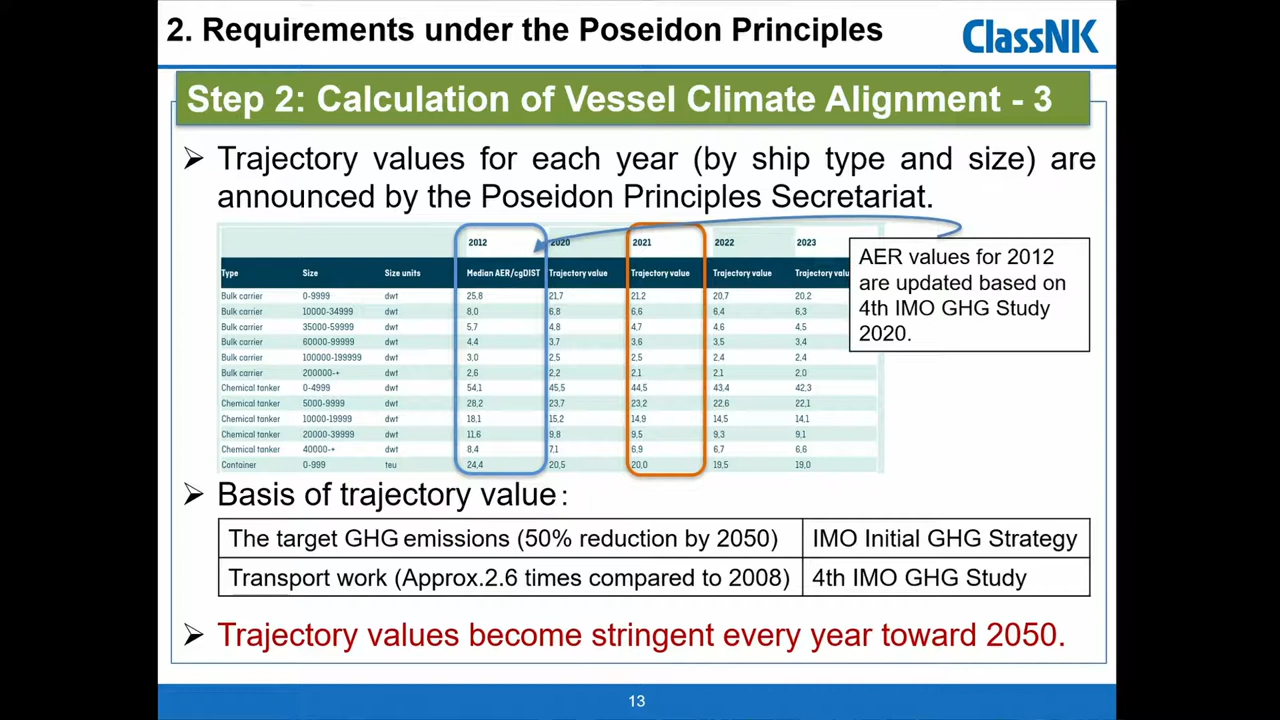 2. Requirements under the Poseidon Principles
ClassNK
Step 2: Calculation of Vessel Climate Alignment - 3
➢ Trajectory values for each year (by ship type and size) are
announced by the Poseidon Principles Secretariat.
2012 2020 2021 2022 2023
Type Size Size units Median AER/cgDIST Trajectory value Trajectory value Trajectory value Trajectory valu
Bulk carrier 0-9999 dwt 25,8 21,7 21,2 20,7 20,2
Bulk carrier 10000-34999 dwt 8,0 6,8 6,6 6,4 6,3
Bulk carrier 35000-59999 dwt 5,7 4,8 4,7 4,6 4,5
Bulk carrier 60000-99999 dwt 4,4 3,7 3,6 3,5 3,4
Bulk carrier 100000-199999 dwt 3,0 2,5 2,5 2,4 2,4
Bulk carrier 200000-+ dwt 2,6 2,2 2,1 2,1 2,0
Chemical tanker 0-4999 dwt 54,1 45,5 44,5 43,4 42,3
Chemical tanker 5000-9999 dwt 28,2 23,7 23,2 22,6 22,1
Chemical tanker 10000-19999 dwt 18,1 15,2 14,9 14,5 14,1
Chemical tanker 20000-39999 dwt 11,6 9,8 9,5 9,3 9,1
Chemical tanker 40000-+ dwt 8,4 7,1 6,9 6,7 6,6
Container 0-999 teu 24,4 20,5 20,0 19,5 19,0
AER values for 2012
are updated based on
4th IMO GHG Study
2020.
➢ Basis of trajectory value:
The target GHG emissions (50% reduction by 2050) IMO Initial GHG Strategy
Transport work (Approx.2.6 times compared to 2008) 4th IMO GHG Study
➢ Trajectory values become stringent every year toward 2050.
13